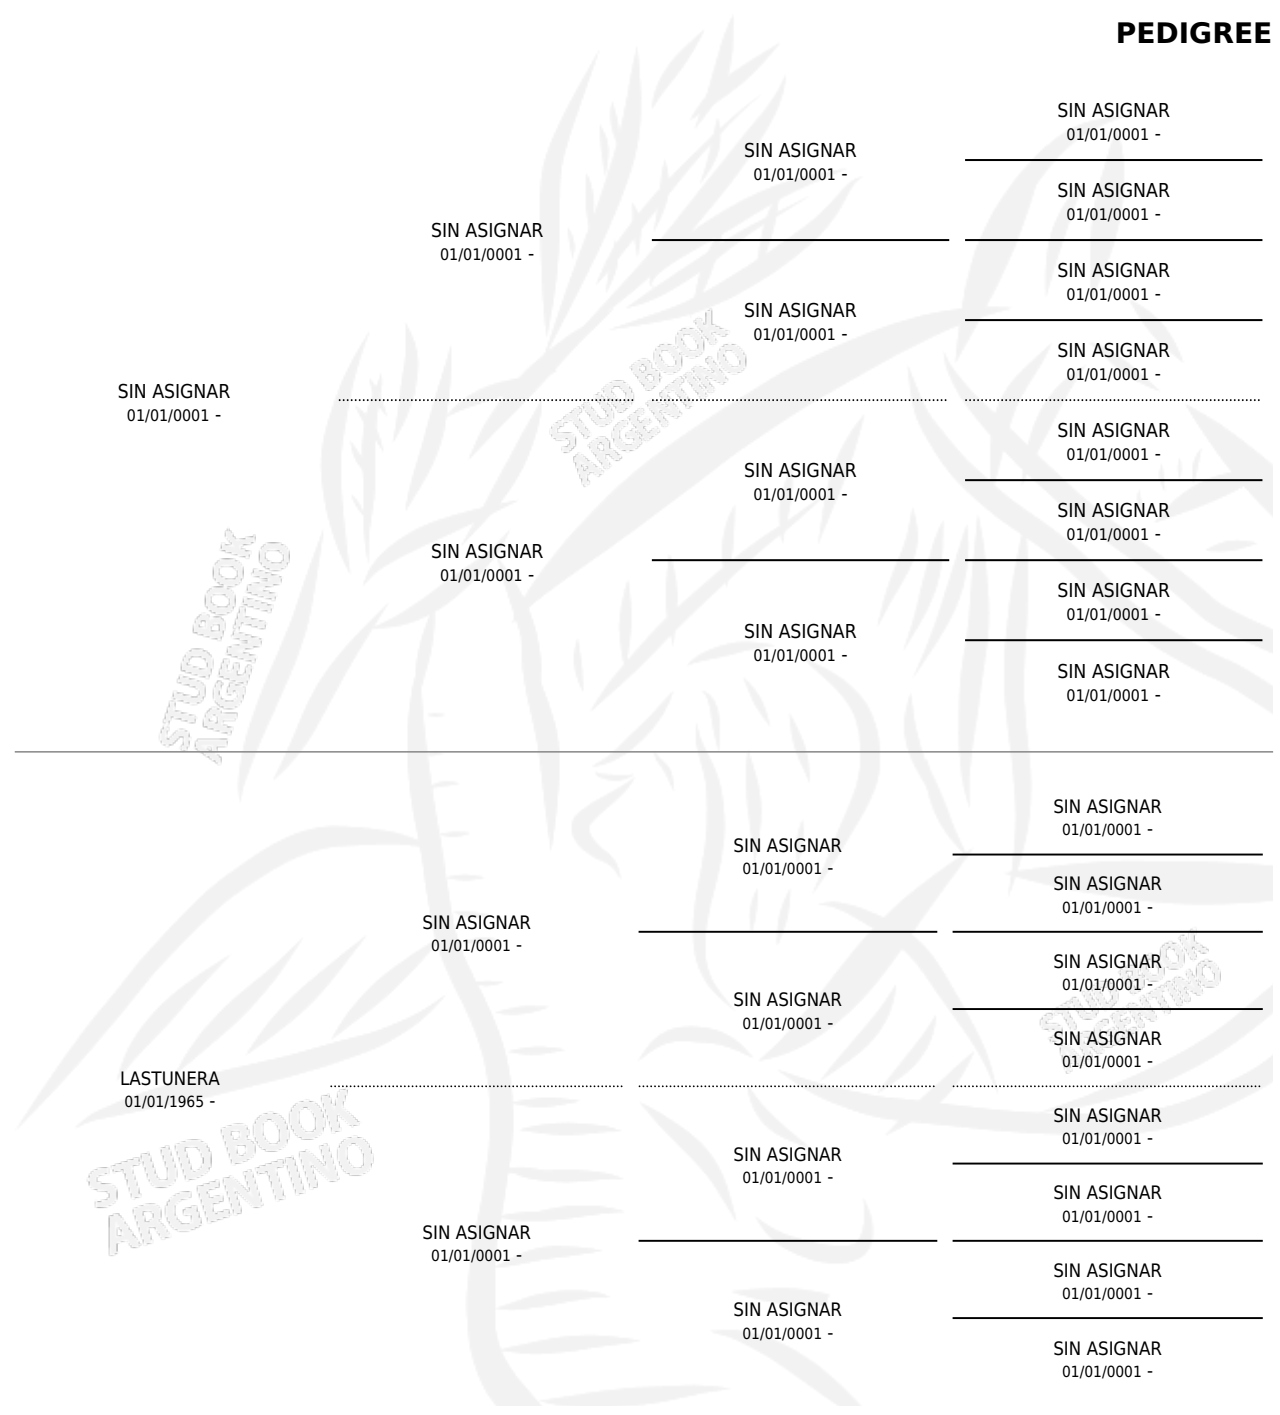 PEDIGREE
SIN ASIGNAR
01/01/0001 -
SIN ASIGNAR
01/01/0001 -
SIN ASIGNAR
01/01/0001 -
SIN ASIGNAR
01/01/0001 -
SIN ASIGNAR
01/01/0001 -
SIN ASIGNAR
01/01/0001 -
SIN ASIGNAR
01/01/0001 -
STUD BOOK
ARGENTINO
SIN ASIGNAR
01/01/0001 -
SIN ASIGNAR
01/01/0001 -
SIN ASIGNAR
01/01/0001 -
SIN ASIGNAR
01/01/0001 -
SIN ASIGNAR
01/01/0001 -
SIN ASIGNAR
01/01/0001 -
STUD BOOK
ARGENTINO
SIN ASIGNAR
01/01/0001 -
SIN ASIGNAR
01/01/0001 -
SIN ASIGNAR
01/01/0001 -
SIN ASIGNAR
01/01/0001 -
SIN ASIGNAR
01/01/0001 -
SIN ASIGNAR
01/01/0001 -
SIN ASIGNAR
01/01/0001 -
SIN ASIGNAR
01/01/0001 -
STUD BOOK
ARGENTINO
SIN ASIGNAR
01/01/0001 -
SIN ASIGNAR
01/01/0001 -
LASTUNERA
01/01/1965 -
STUD BOOK
ARGENTINO
SIN ASIGNAR
01/01/0001 -
SIN ASIGNAR
01/01/0001 -
SIN ASIGNAR
01/01/0001 -
SIN ASIGNAR
01/01/0001 -
SIN ASIGNAR
01/01/0001 -
SIN ASIGNAR
01/01/0001 -
SIN ASIGNAR
01/01/0001 -